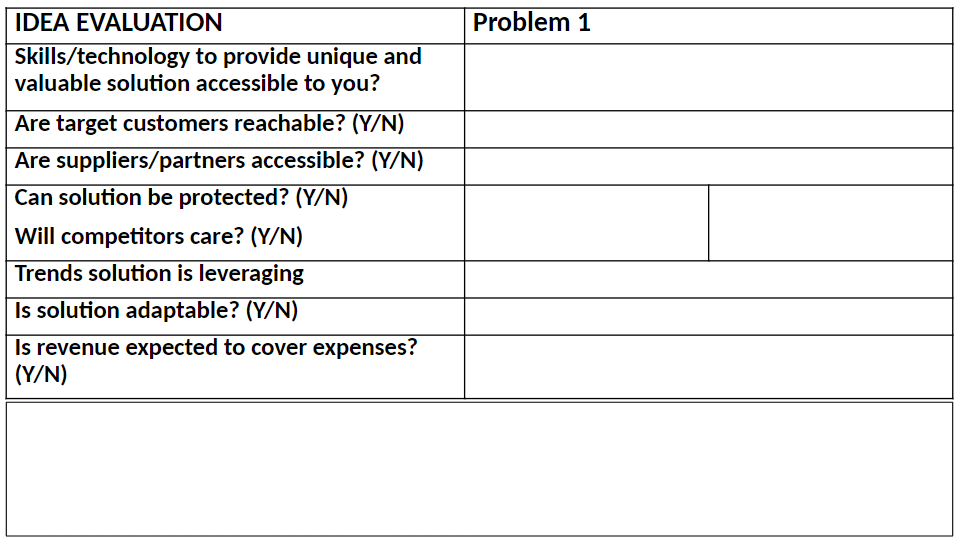 IDEA EVALUATION
Problem 1
Skills/technology to provide unique and
valuable solution accessible to you?
Are target customers reachable? (Y/N)
Are suppliers/partners accessible? (Y/N)
Can solution be protected? (Y/N)
Will competitors care? (Y/N)
Trends solution is leveraging
Is solution adaptable? (Y/N)
Is revenue expected to cover expenses?
(Y/N)